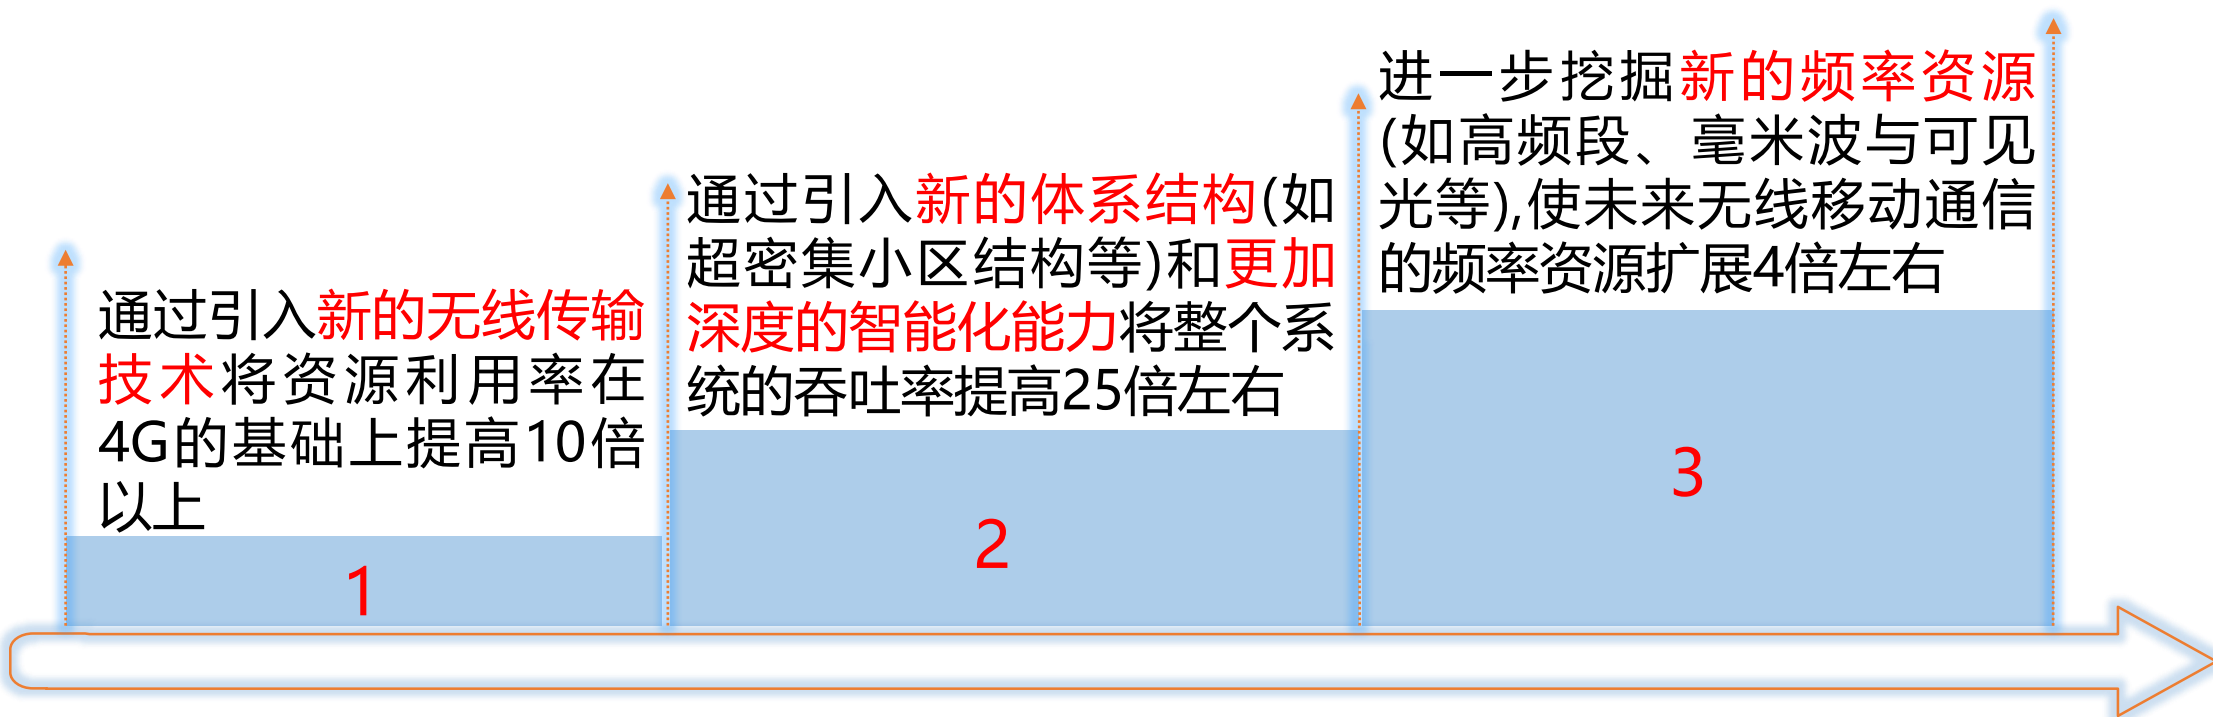 通过引入新的无线传输
技术将资源利用率在
4G的基础上提高10倍
以上
1
通过引入新的体系结构(如
超密集小区结构等)和更加
深度的智能化能力将整个系
统的吞吐率提高25倍左右
2
进一步挖掘新的频率资源
(如高频段、毫米波与可见
光等),使未来无线移动通信
的频率资源扩展4倍左右
3